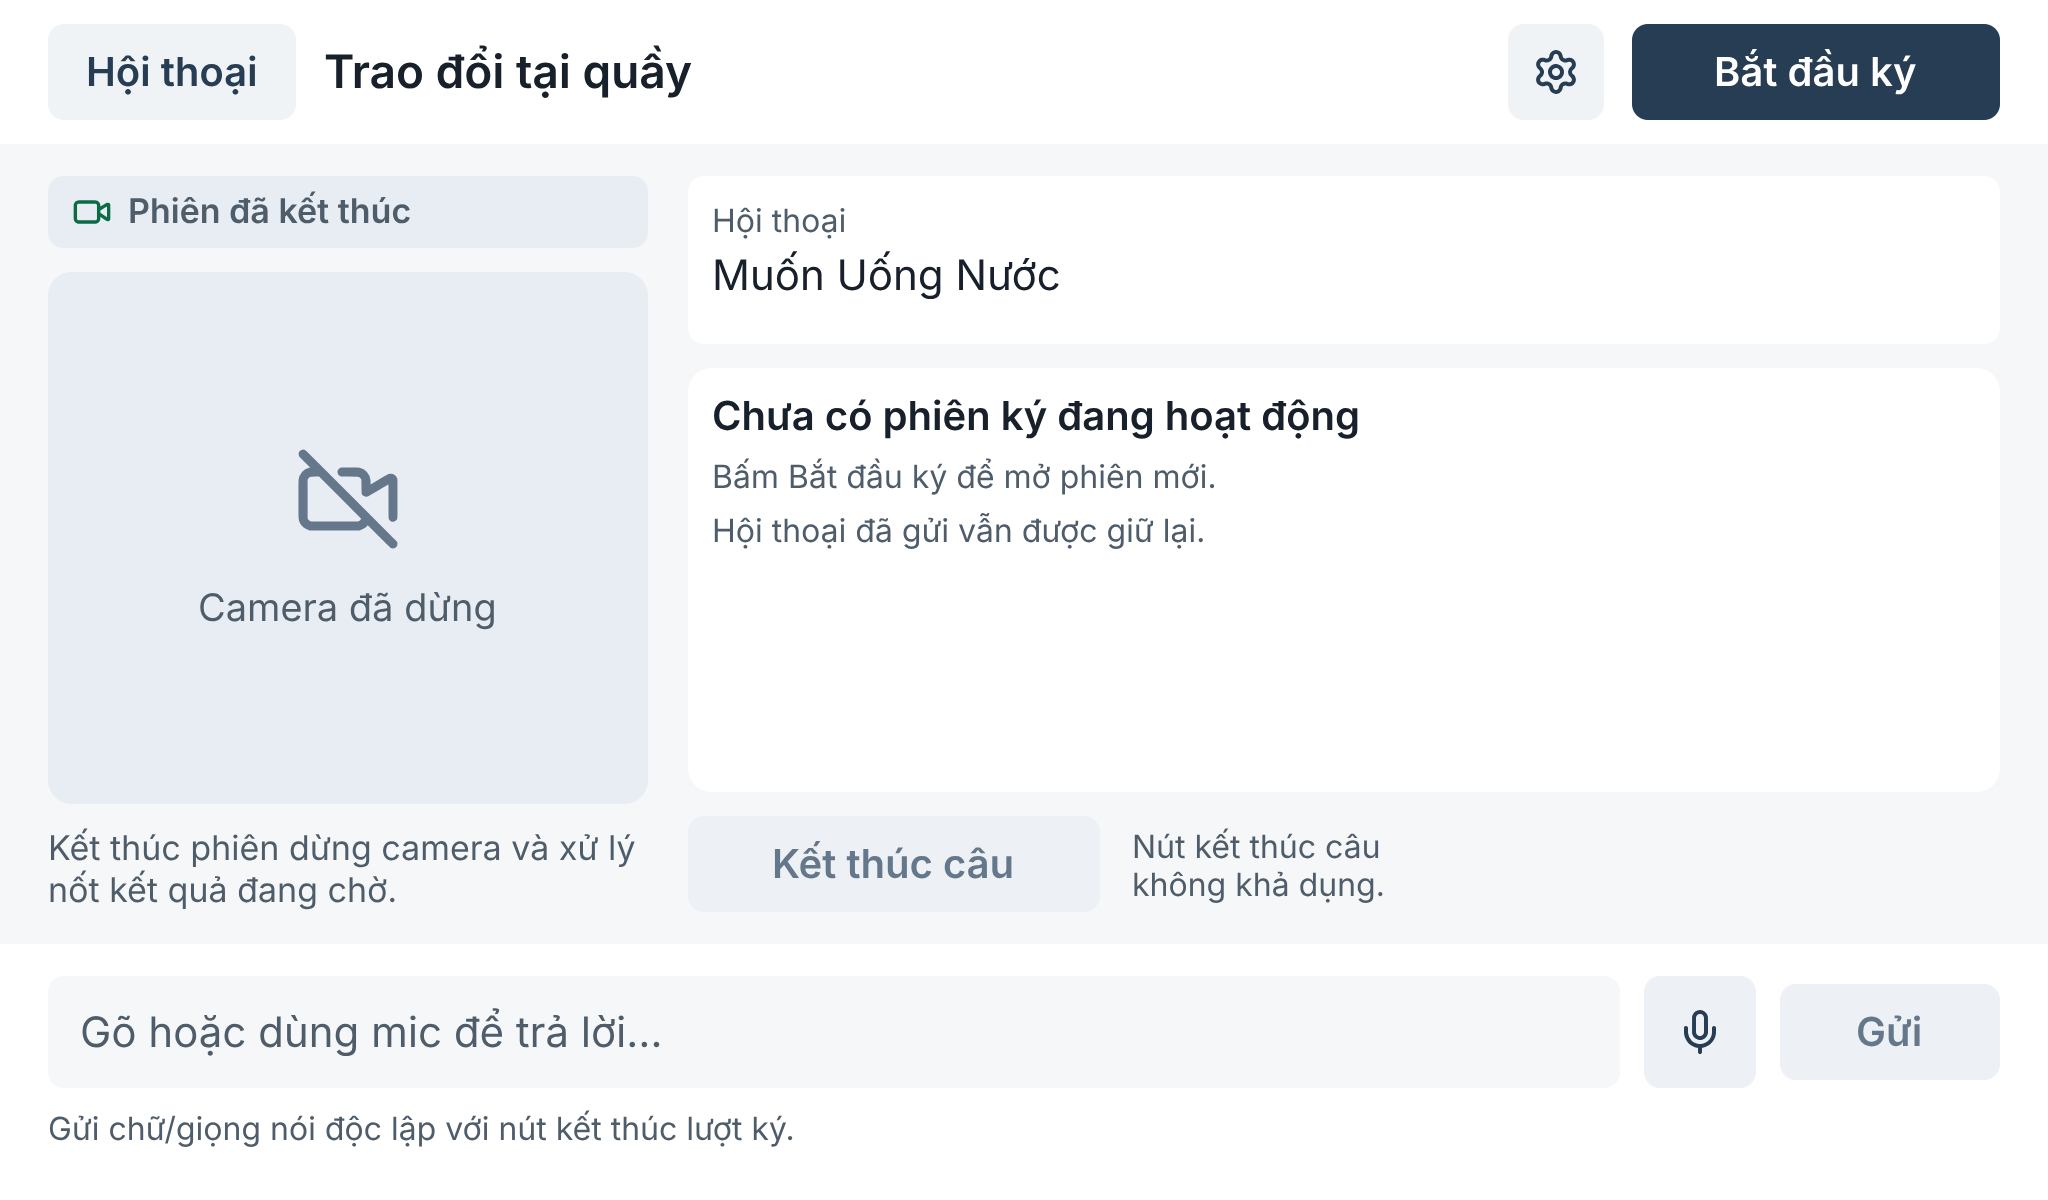 Hội thoại
Trao đổi tại quầy
Bắt đầu ký
Phiên đã kết thúc
Camera đã dừng
Kết thúc phiên dừng camera và xử lý
nốt kết quả đang chờ.
Hội thoại
Muốn Uống Nước
Chưa có phiên ký đang hoạt động
Bấm Bắt đầu ký để mở phiên mới.
Hội thoại đã gửi vẫn được giữ lại.
Kết thúc câu
Nút kết thúc câu
không khả dụng.
Gõ hoặc dùng mic để trả lời...
Gửi
Gửi chữ/giọng nói độc lập với nút kết thúc lượt ký.